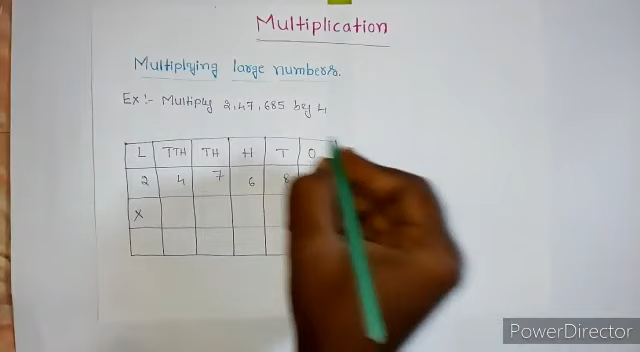 Multiplication
Multiplying large numbers.
Ex:- Multiply 2,47,685 by 4
L TTH TH H T O
2 4 7 6 8
X
PowerDirector